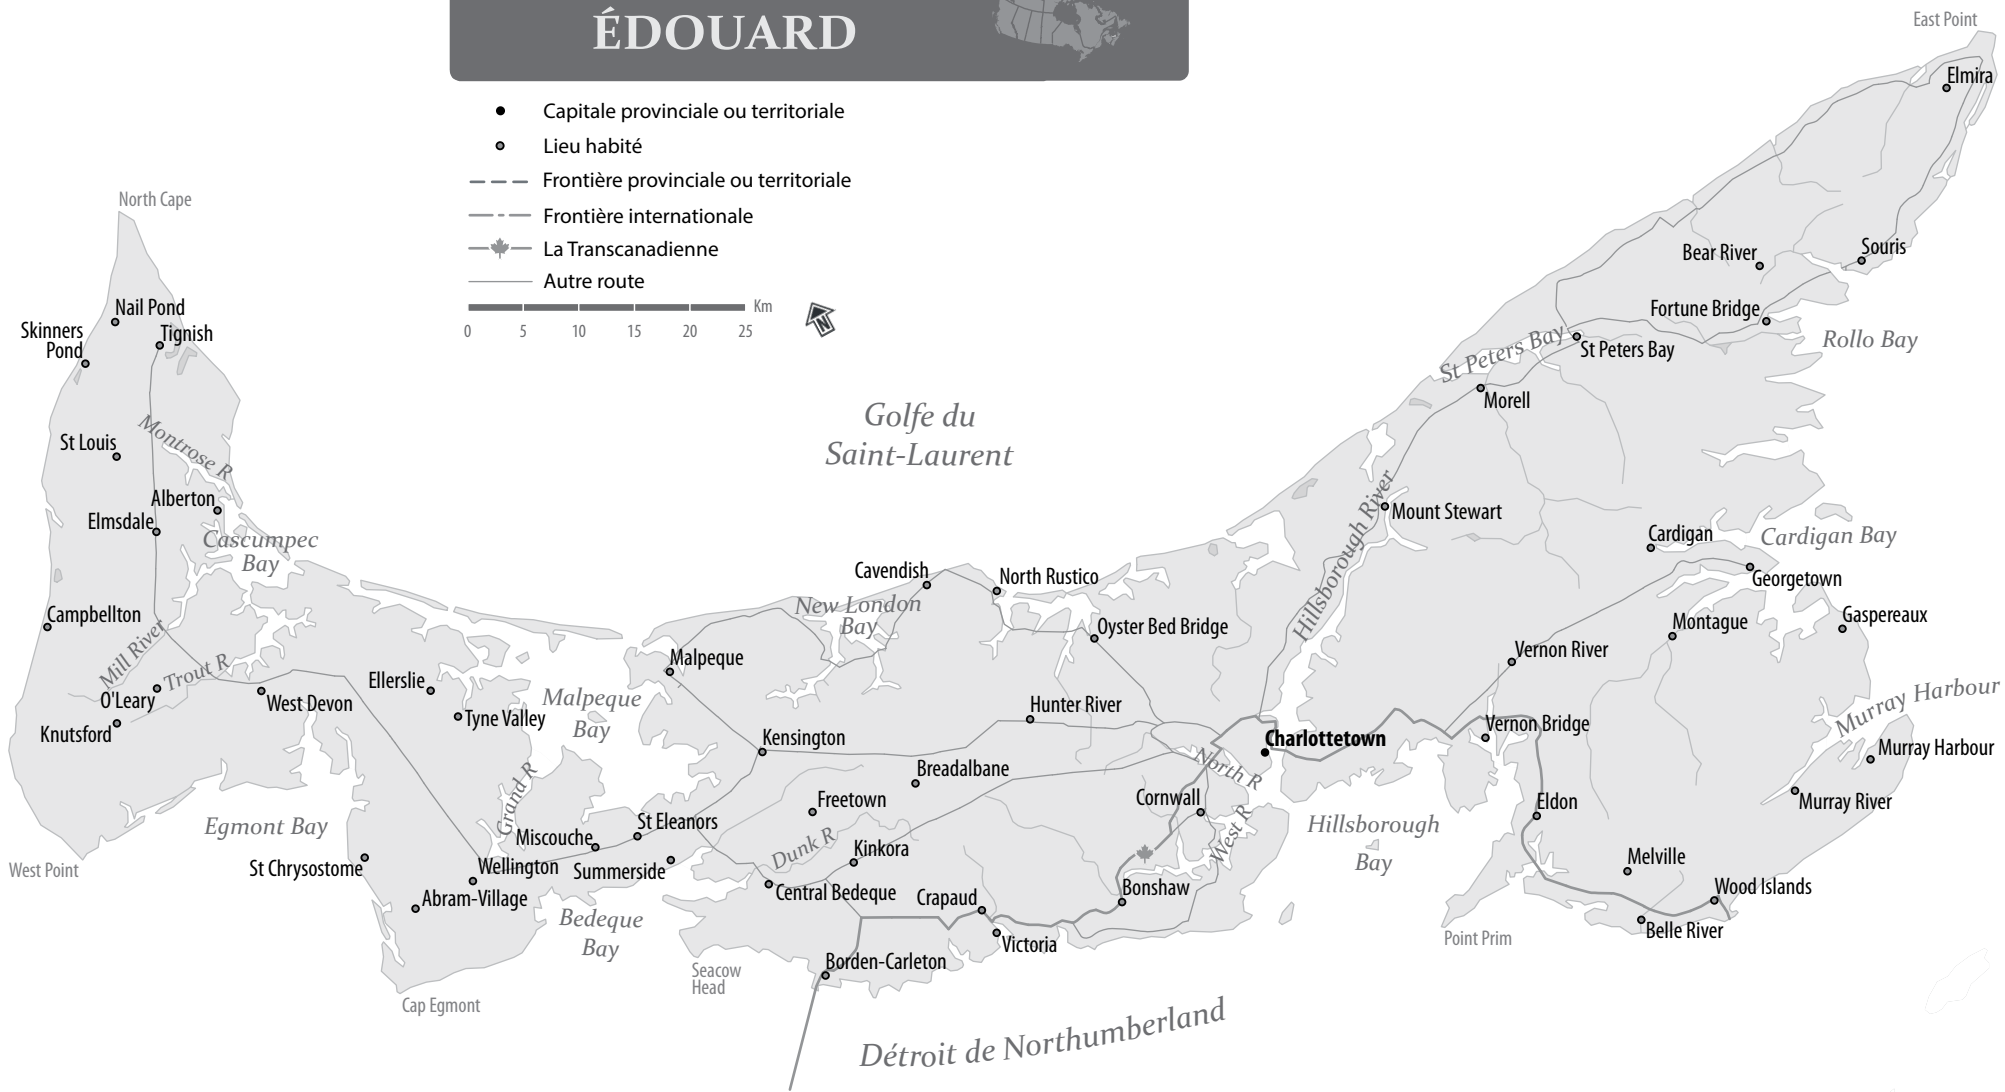 ÉDOUARD
Capitale provinciale ou territoriale
Lieu habité
Frontière provinciale ou territoriale
Frontière internationale
La Transcanadienne
Autre route
Km
0 5 10 15 20 25
N
East Point
Elmira
North Cape
Nail Pond
Skinners
Pond
Tignish
Bear River
Souris
Fortune Bridge
Rollo Bay
St Peters Bay
St Peters Bay
Morell
Golfe du
Saint-Laurent
Montrose R
St Louis
Alberton
Elmsdale
Cascumpec
Bay
Hillsborough River
Mount Stewart
Cardigan
Cardigan Bay
Georgetown
Cavendish
North Rustico
New London
Bay
Oyster Bed Bridge
Campbellton
Mill River
Trout R
O'Leary
Knutsford
West Devon
Ellerslie
Tyne Valley
Malpeque
Malpeque
Bay
Montague
Gaspereaux
Vernon River
Murray Harbour
Hunter River
Kensington
Charlottetown
Vernon Bridge
Murray Harbour
North R
Breadalbane
Freetown
Cornwall
Eldon
Murray River
Grand R
Miscouche
St Eleanors
Egmont Bay
Hillsborough
Bay
West R
Dunk R
Kinkora
West Point
St Chrysostome
Wellington
Summerside
Melville
Abram-Village
Central Bedeque
Crapaud
Bonshaw
Wood Islands
Bedeque
Bay
Victoria
Point Prim
Belle River
Seacow
Head
Borden-Carleton
Cap Egmont
Détroit de Northumberland